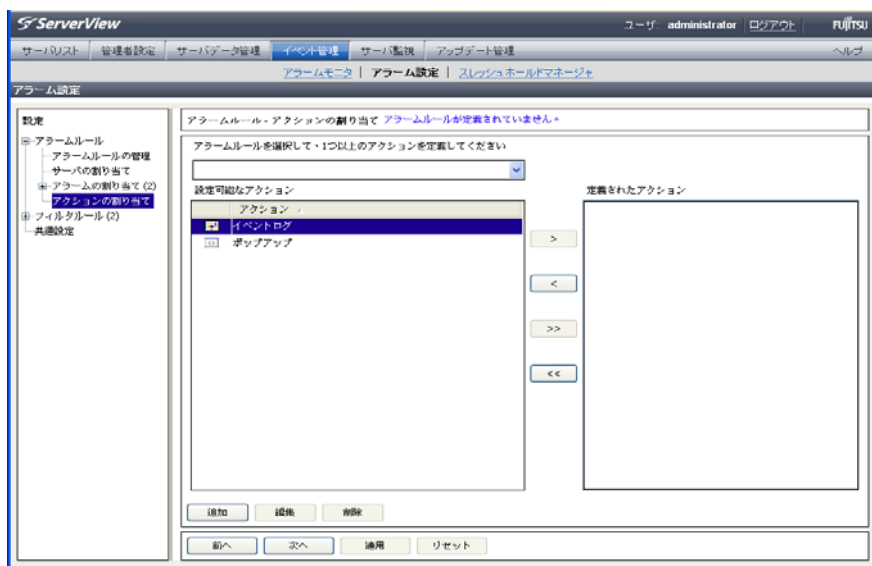 ServerView
ユーザ: administrator ログアウト FUJITSU
サーバリスト 管理者設定 サーバデータ管理 イベント管理 サーバ監視 アップデート管理 ヘルプ
アラームモニタ | アラーム設定 | スレッショホールドマネージャ
アラーム設定
設定
アラームルール
アラームルールの管理
サーバの割り当て
アラームの割り当て (2)
アクションの割り当て
フィルタルール (2)
共通設定
アラームルール - アクションの割り当て アラームルールが定義されていません。
アラームルールを選択して、1つ以上のアクションを定義してください
設定可能なアクション
定義されたアクション
アクション
イベントログ
ポップアップ
>
<
>>
<<
追加 編集 削除
前へ 次へ 適用 リセット